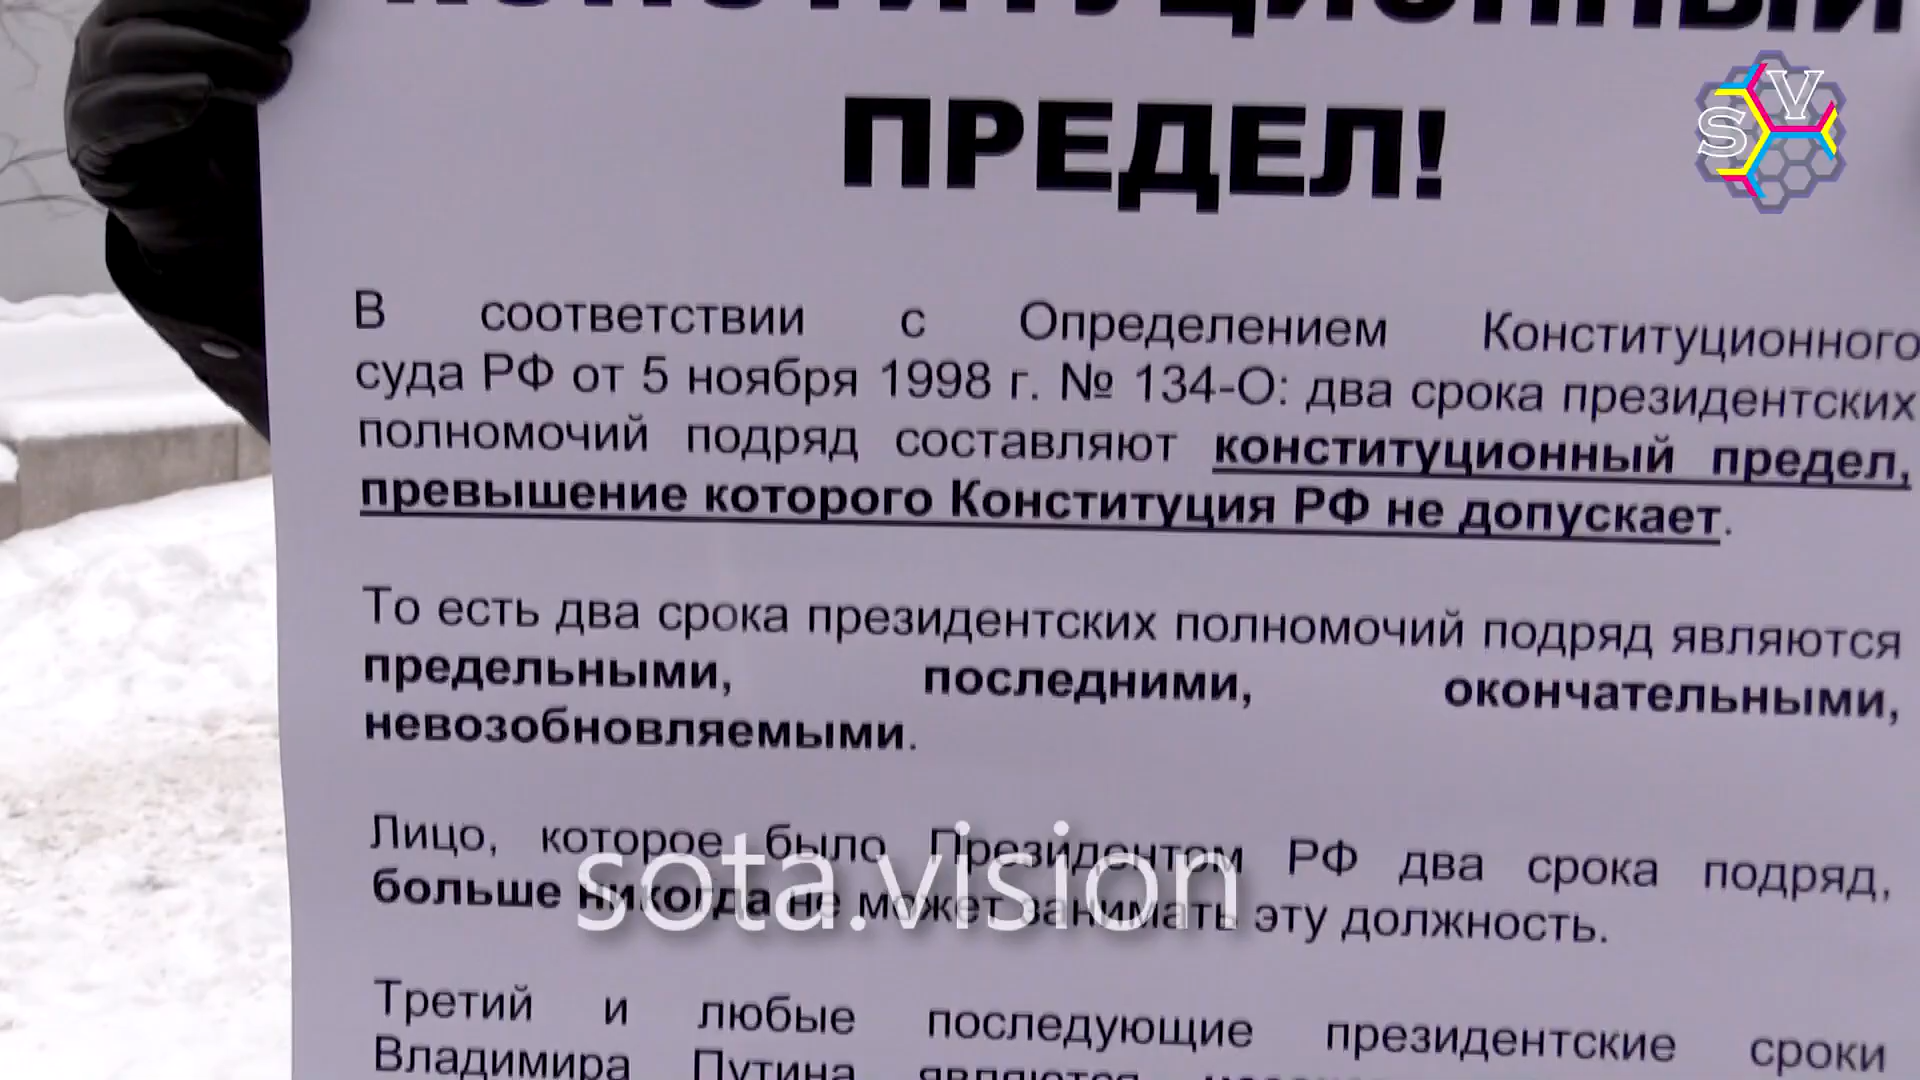 КОНСТИТУЦИОННЫЙ
ПРЕДЕЛ!
S V
В соответствии с Определением Конституционного
суда РФ от 5 ноября 1998 г. № 134-О: два срока президентских
полномочий подряд составляют конституционный предел,
превышение которого Конституция РФ не допускает.
То есть два срока президентских полномочий подряд являются
предельными, последними, окончательными,
невозобновляемыми.
Лицо, которое было Президентом РФ два срока подряд,
больше никогда не может занимать эту должность.
sota.vision
Третий и любые последующие президентские сроки
Владимира Путина являются